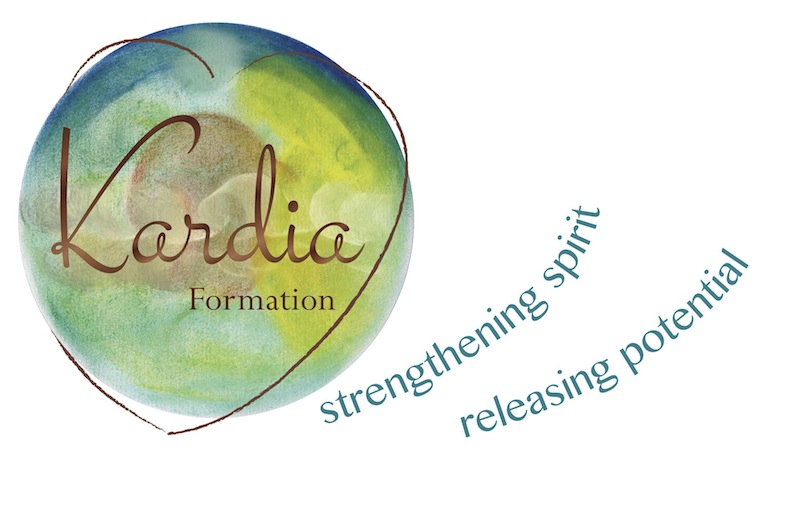 Kardia
Formation
strengthening spirit
releasing potential